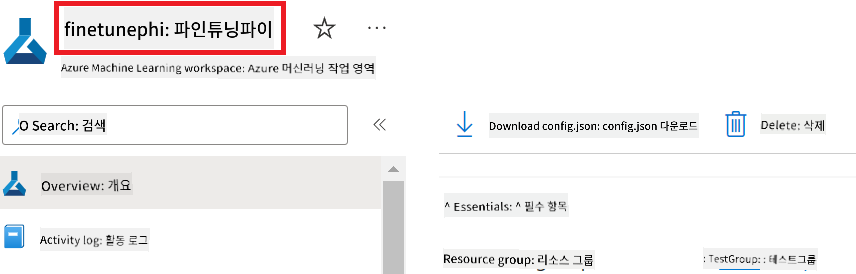 finetunephi: 파인튜닝파이
Azure Machine Learning workspace: Azure 머신러닝 작업 영역
O Search: 검색
Download config.json: config.json 다운로드
Delete: 삭제
Overview: 개요
^ Essentials: ^ 필수 항목
Activity log: 활동 로그
Resource group: 리소스 그룹
: TestGroup: : 테스트그룹